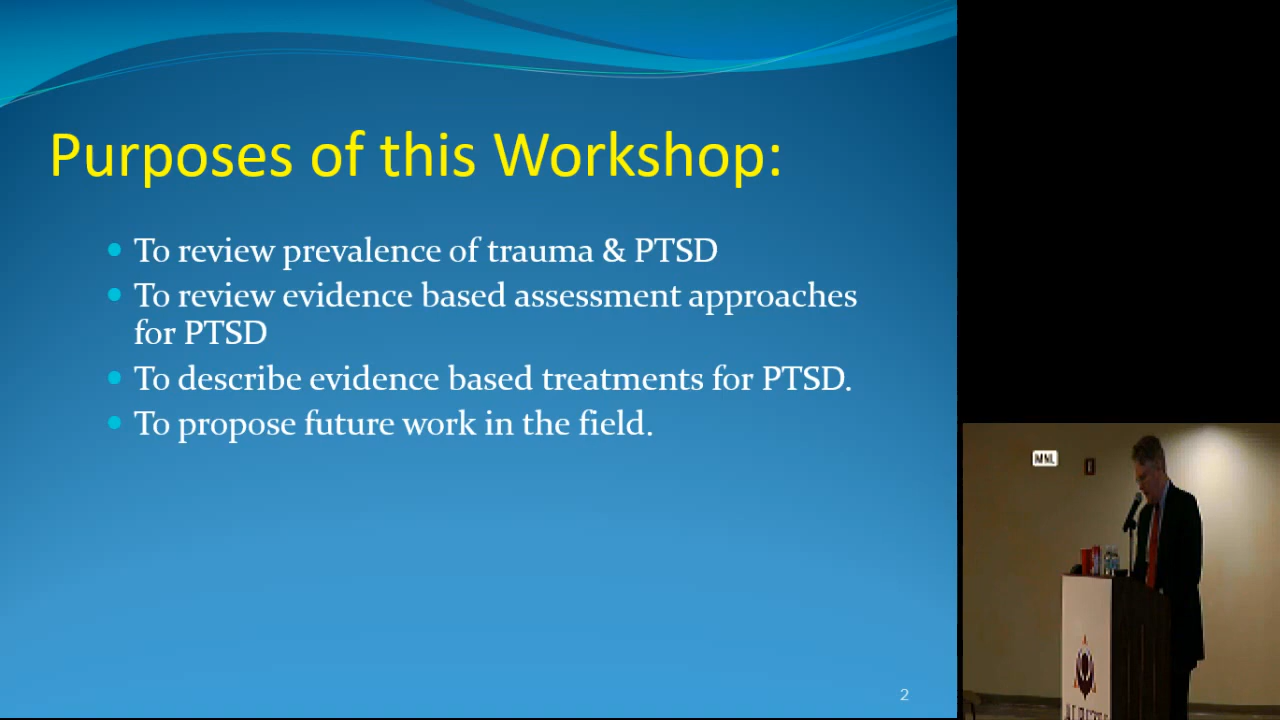 Purposes of this Workshop:
To review prevalence of trauma & PTSD
To review evidence based assessment approaches
for PTSD
To describe evidence based treatments for PTSD.
To propose future work in the field.
2
MNL